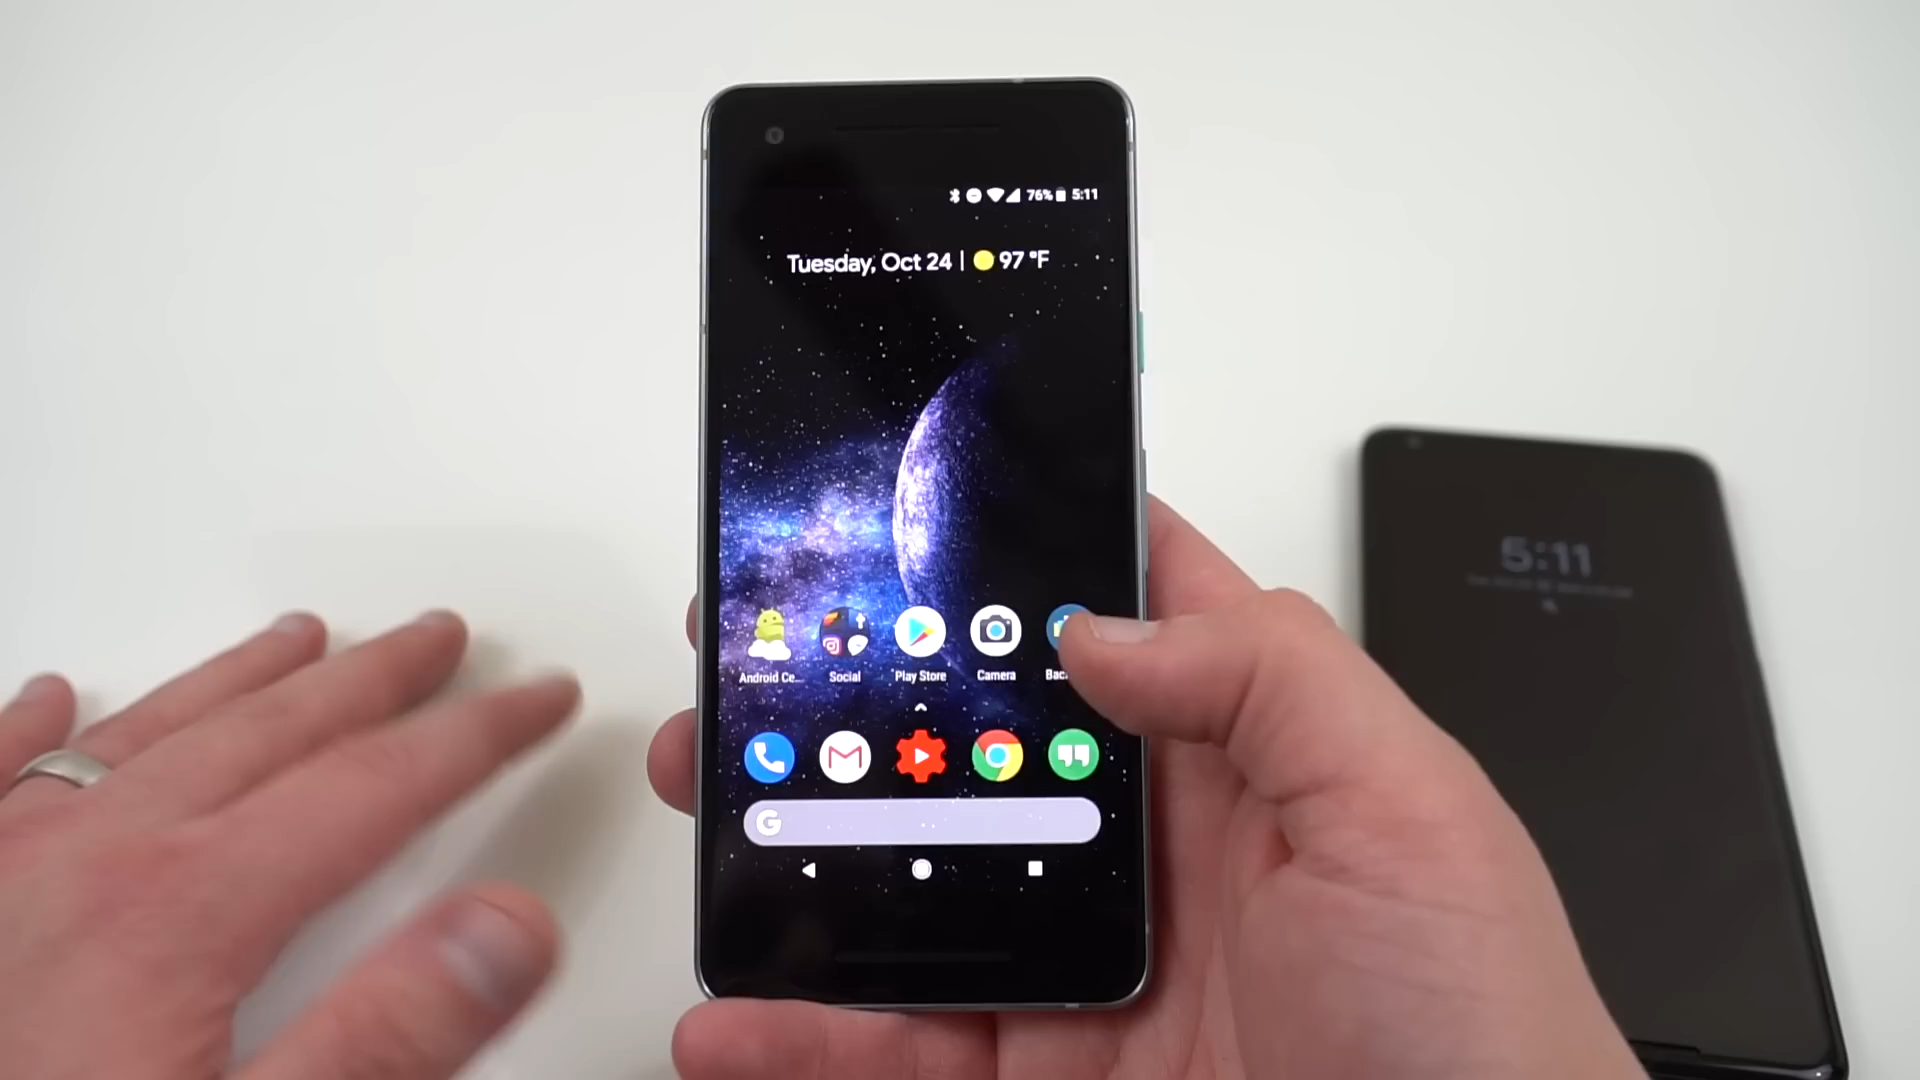 76% 5:11
Tuesday, Oct 24 | 97 °F
Android Ce...
Social
Play Store
Camera
Bac
G
5:11